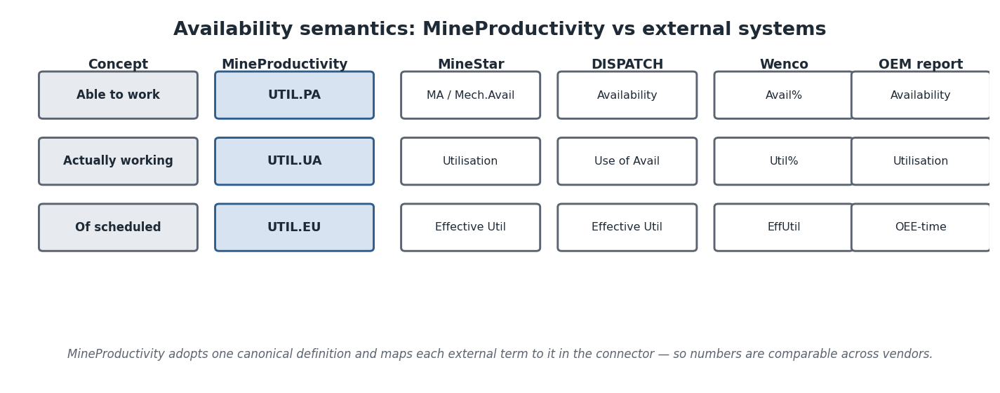 Availability semantics: MineProductivity vs external systems
Concept MineProductivity MineStar DISPATCH Wenco OEM report
Able to work UTIL.PA MA / Mech.Avail Availability Avail% Availability
Actually working UTIL.UA Utilisation Use of Avail Util% Utilisation
Of scheduled UTIL.EU Effective Util Effective Util EffUtil OEE-time
MineProductivity adopts one canonical definition and maps each external term to it in the connector — so numbers are comparable across vendors.